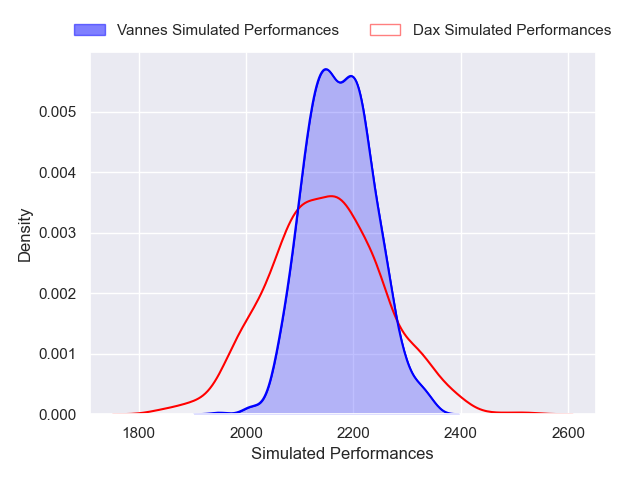 Vannes Simulated Performances Dax Simulated Performances
Density
0.005
0.004
0.003
0.002
0.001
0.000
1800 2000 2200 2400 2600
Simulated Performances